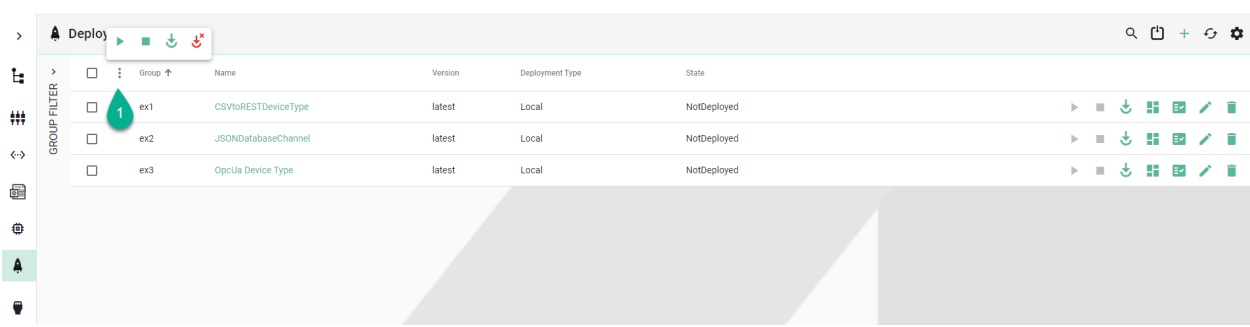 Deploy
GROUP FILTER
Group Name Version Deployment Type State
1
ex1 CSVtoRESTDeviceType latest Local NotDeployed
ex2 JSONDatabaseChannel latest Local NotDeployed
ex3 OpcUa Device Type latest Local NotDeployed